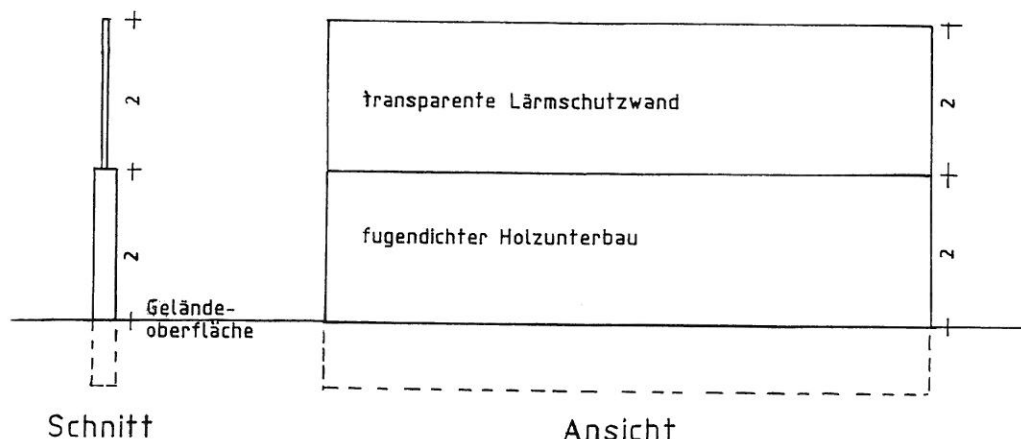 2
2
Gelände-
oberfläche
Schnitt
transparente Lärmschutzwand
fugendichter Holzunterbau
2
2
Ansicht